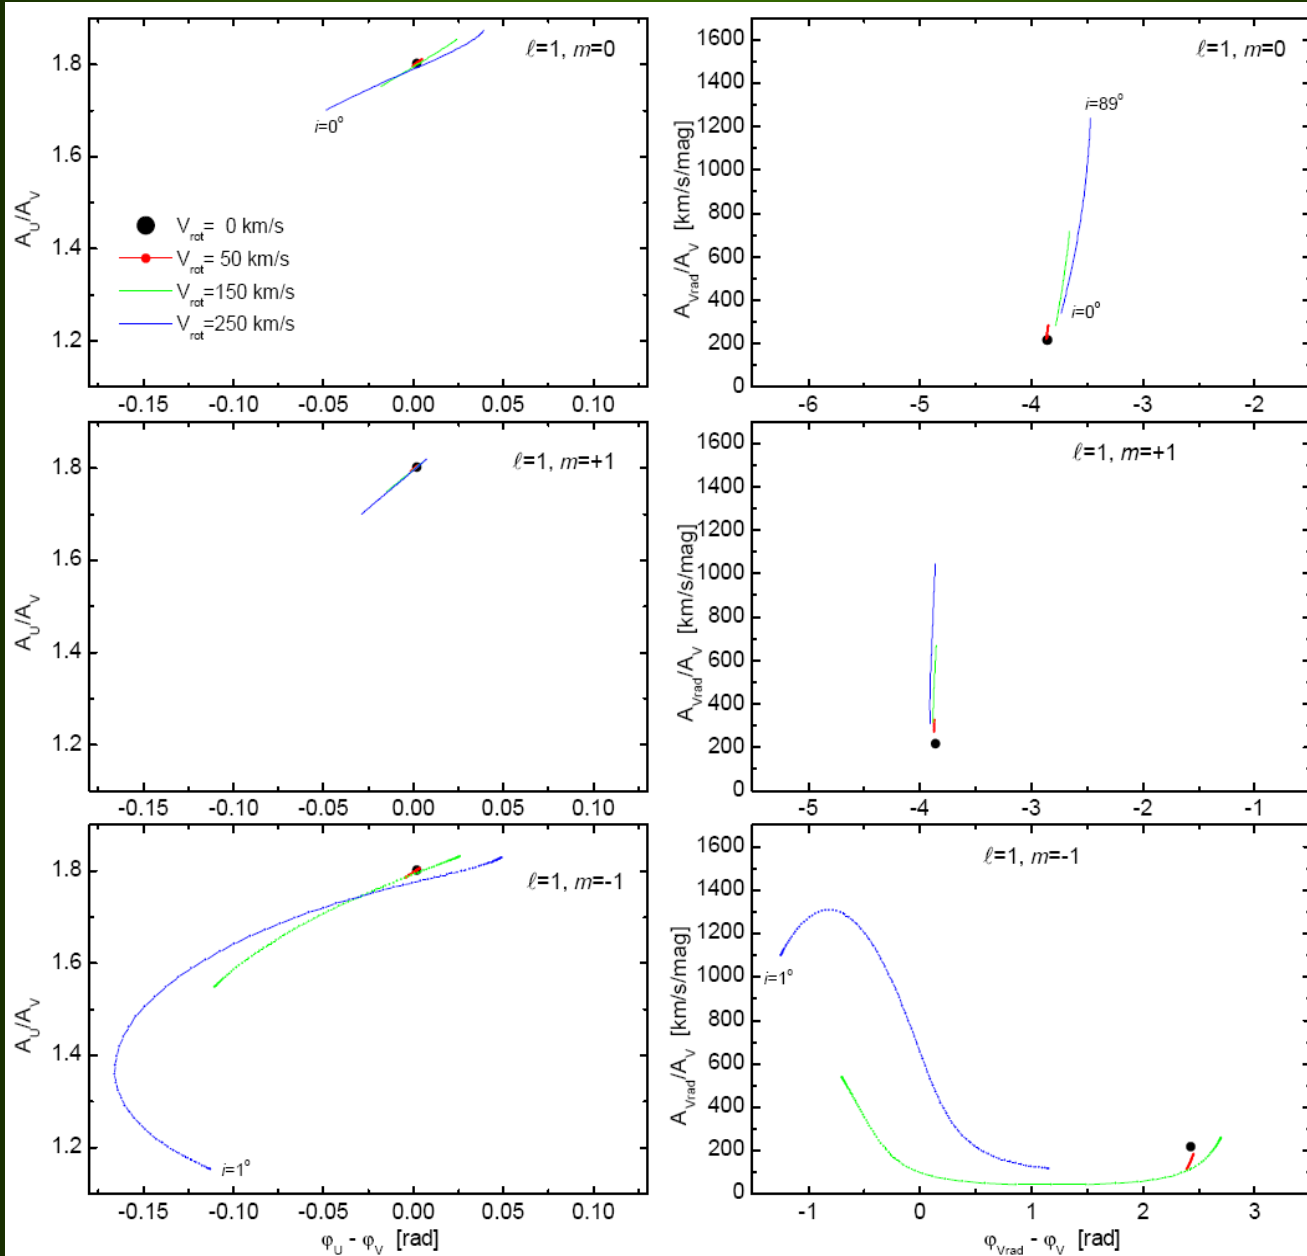 ℓ=1, m=0
i=0°
V_rot= 0 km/s
V_rot= 50 km/s
V_rot=150 km/s
V_rot=250 km/s
A_U/A_V
1.8
1.6
1.4
1.2
-0.15 -0.10 -0.05 0.00 0.05 0.10
ℓ=1, m=0
i=89°
i=0°
A_Vrad/A_V [km/s/mag]
1600
1400
1200
1000
800
600
400
200
0
-6 -5 -4 -3 -2
ℓ=1, m=+1
A_U/A_V
1.8
1.6
1.4
1.2
-0.15 -0.10 -0.05 0.00 0.05 0.10
ℓ=1, m=+1
A_Vrad/A_V [km/s/mag]
1600
1400
1200
1000
800
600
400
200
0
-5 -4 -3 -2 -1
ℓ=1, m=-1
i=1°
A_U/A_V
1.8
1.6
1.4
1.2
-0.15 -0.10 -0.05 0.00 0.05 0.10
φ_U - φ_V [rad]
ℓ=1, m=-1
i=1°
A_Vrad/A_V [km/s/mag]
1600
1400
1200
1000
800
600
400
200
0
-1 0 1 2 3
φ_Vrad - φ_V [rad]